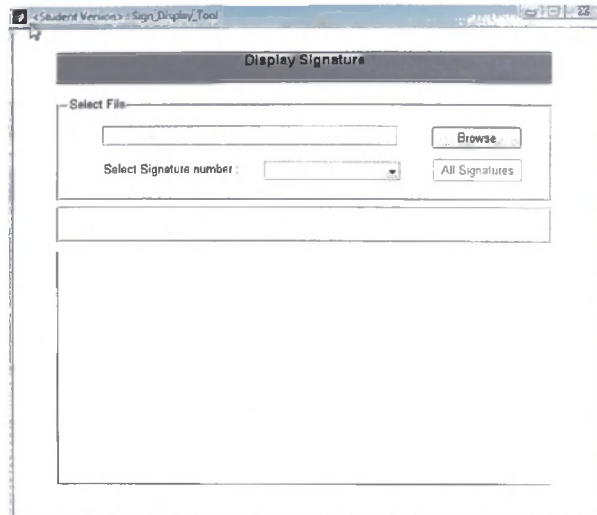 <Student Version> : Sign_Display_Tool
Display Signature
Select File
Browse
Select Signature number :
All Signatures